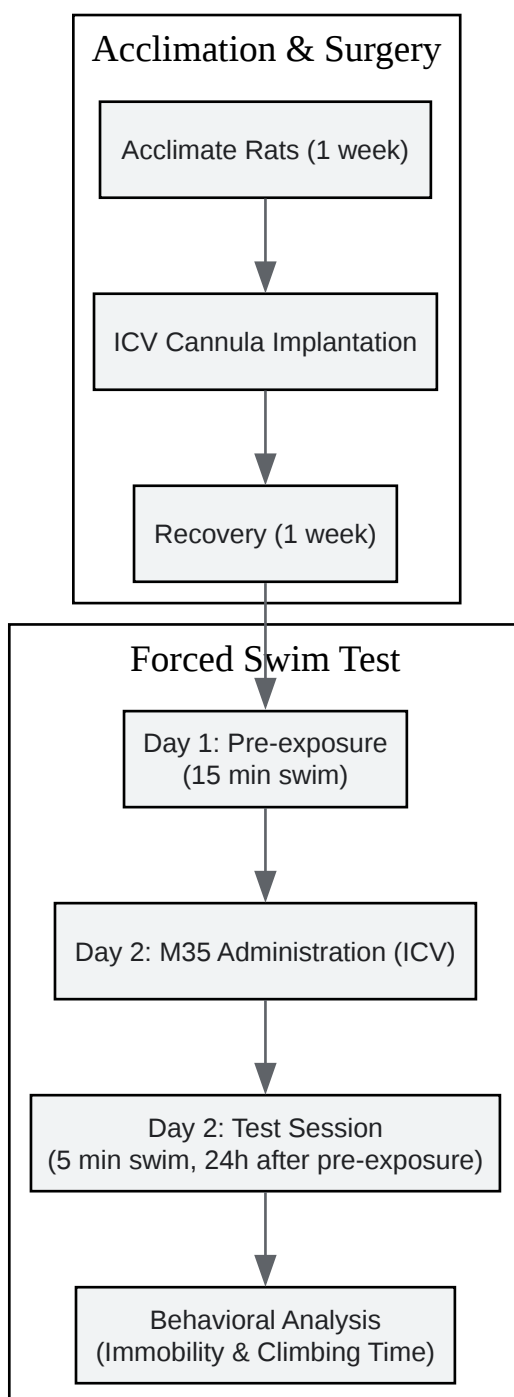 Acclimation & Surgery
Acclimate Rats (1 week)
ICV Cannula Implantation
Recovery (1 week)
Forced Swim Test
Day 1: Pre-exposure
(15 min swim)
Day 2: M35 Administration (ICV)
Day 2: Test Session
(5 min swim, 24h after pre-exposure)
Behavioral Analysis
(Immobility & Climbing Time)